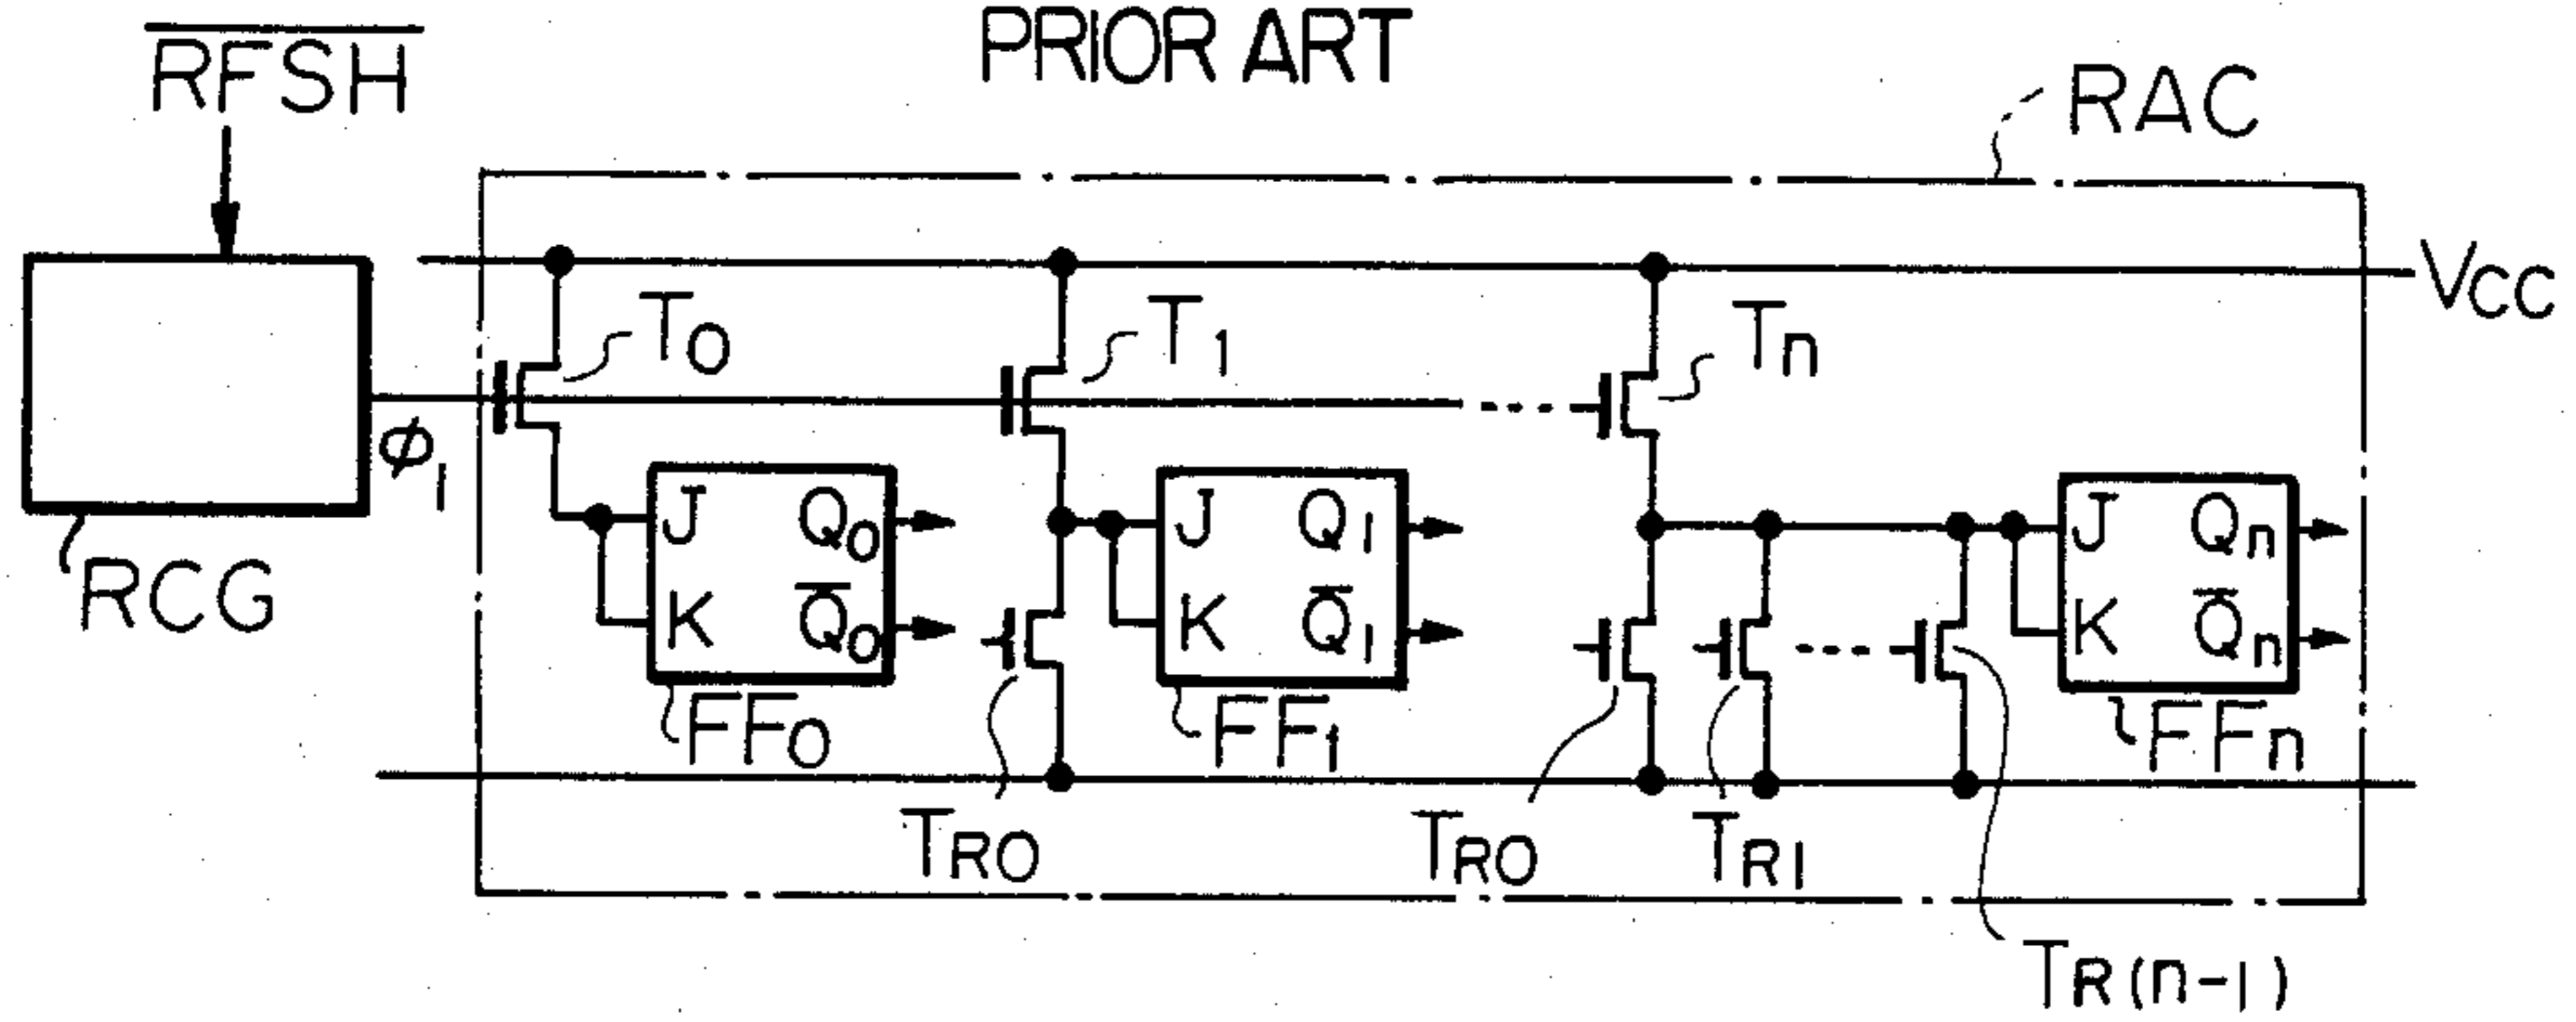 PRIOR ART
R̅F̅S̅H̅
RAC
VCC
T0
T1
Tn
φ1
RCG
J Q0
K Q̅0
FF0
J Q1
K Q̅1
FF1
J Qn
K Q̅n
FFn
TR0
TR0
TR1
TR(n-1)